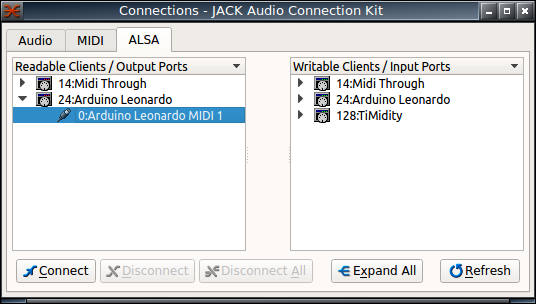 Connections - JACK Audio Connection Kit
Audio MIDI ALSA
Readable Clients / Output Ports
14:Midi Through
24:Arduino Leonardo
0:Arduino Leonardo MIDI 1
Writable Clients / Input Ports
14:Midi Through
24:Arduino Leonardo
128:TiMidity
Connect Disconnect Disconnect All Expand All Refresh